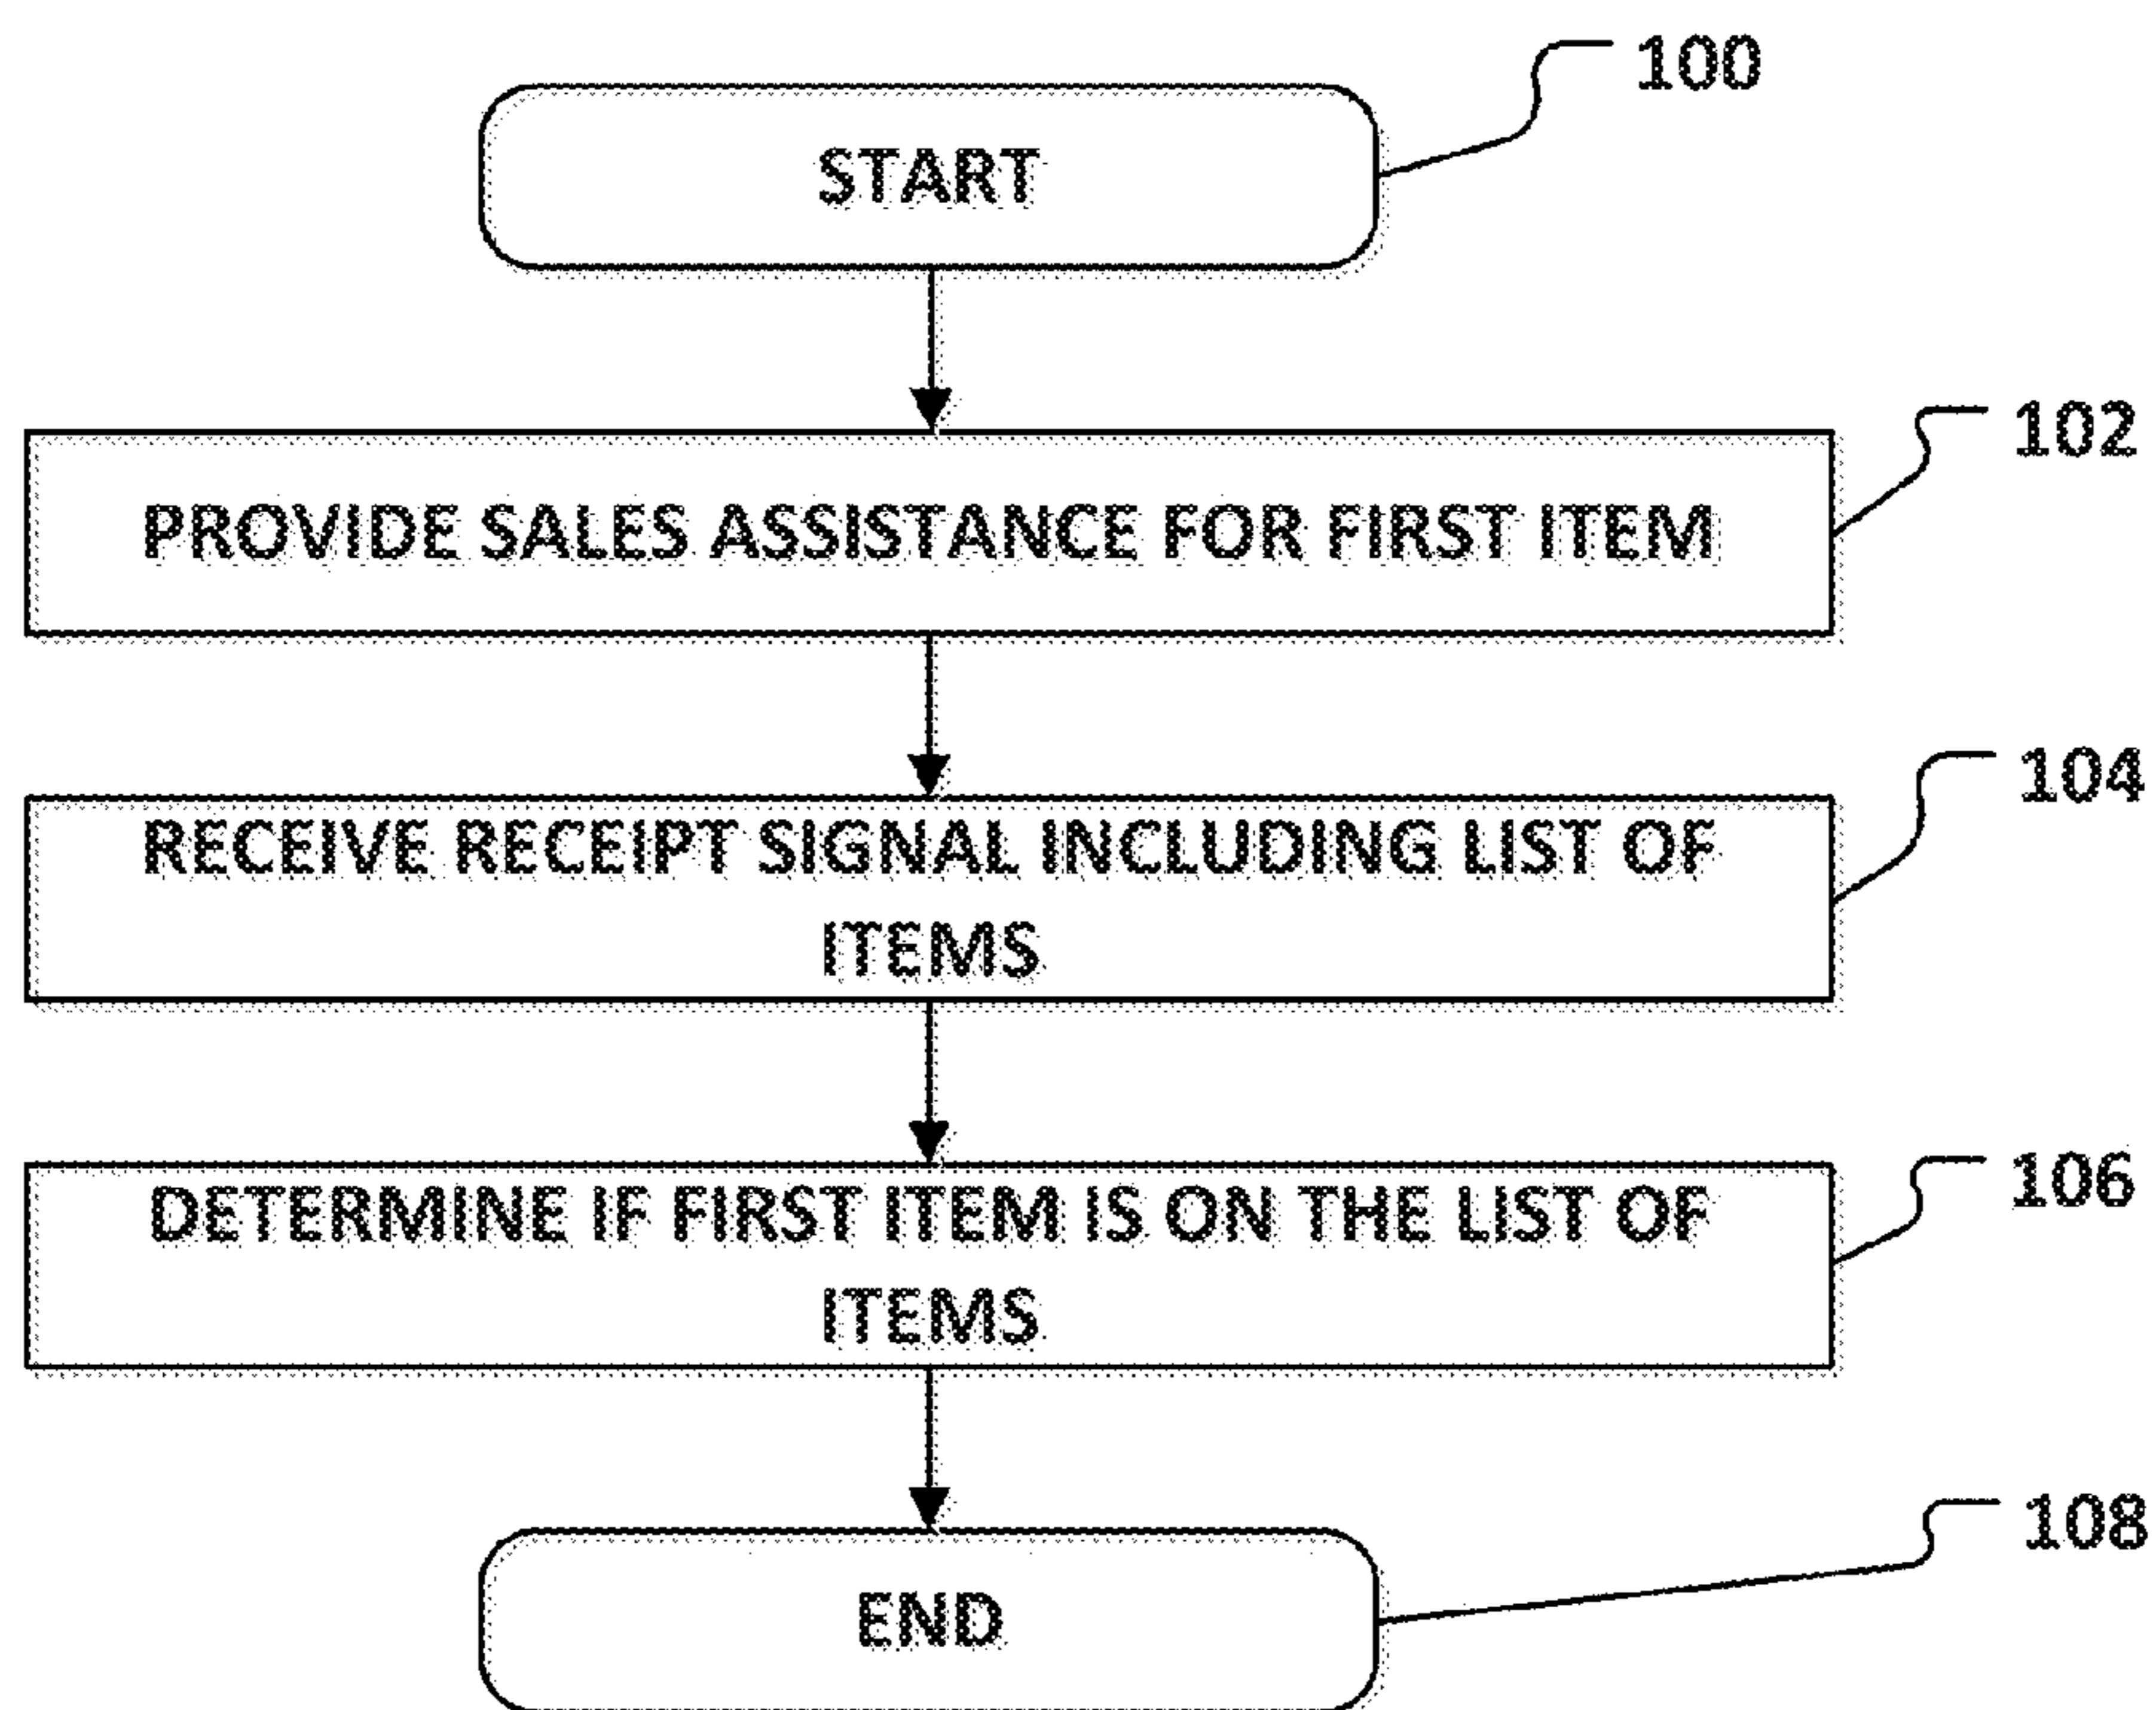 100
START
102
PROVIDE SALES ASSISTANCE FOR FIRST ITEM
104
RECEIVE RECEIPT SIGNAL INCLUDING LIST OF
ITEMS
106
DETERMINE IF FIRST ITEM IS ON THE LIST OF
ITEMS
108
END